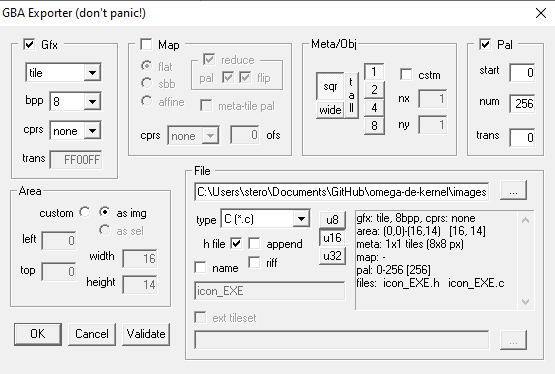 GBA Exporter (don't panic!)
Gfx
tile
bpp 8
cprs none
trans FF00FF
Map
flat
sbb
affine
reduce
pal flip
meta-tile pal
cprs none 0 ofs
Meta/Obj
sqr
tall
wide
1
2
4
8
cstm
nx 1
ny 1
Pal
start 0
num 256
trans 0
Area
custom as img
as sel
left 0
top 0
width 16
height 14
OK Cancel Validate
File
C:\Users\stero\Documents\GitHub\omega-de-kernel\images
...
type C (*.c)
h file append
name riff
icon_EXE
u8
u16
u32
gfx: tile, 8bpp, cprs: none
area: (0,0)-(16,14) [16, 14]
meta: 1x1 tiles (8x8 px)
map: -
pal: 0-256 [256]
files: icon_EXE.h icon_EXE.c
ext tileset
...